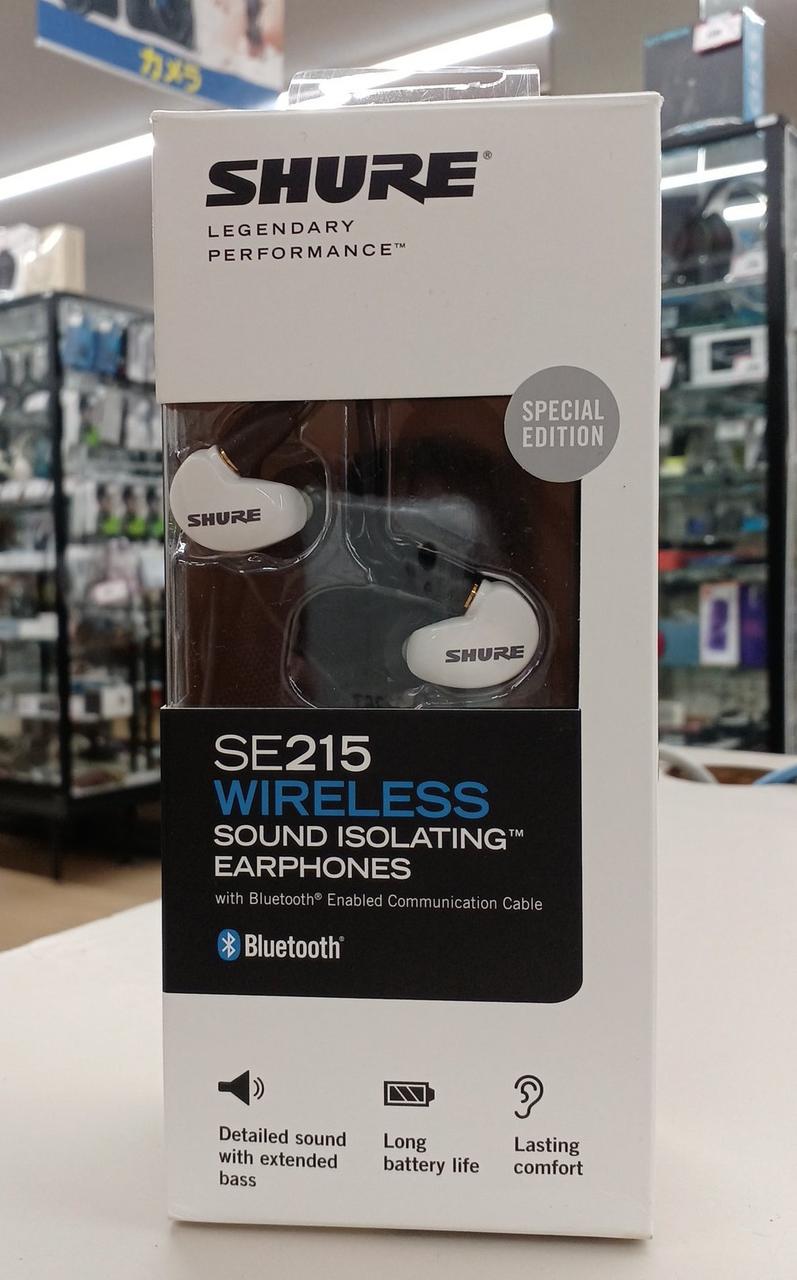 カメラ
SHURE®
LEGENDARY
PERFORMANCE™
SPECIAL
EDITION
SHURE
SHURE
SE215
WIRELESS
SOUND ISOLATING™
EARPHONES
with Bluetooth® Enabled Communication Cable
Bluetooth®
Detailed sound
with extended
bass
Long
battery life
Lasting
comfort